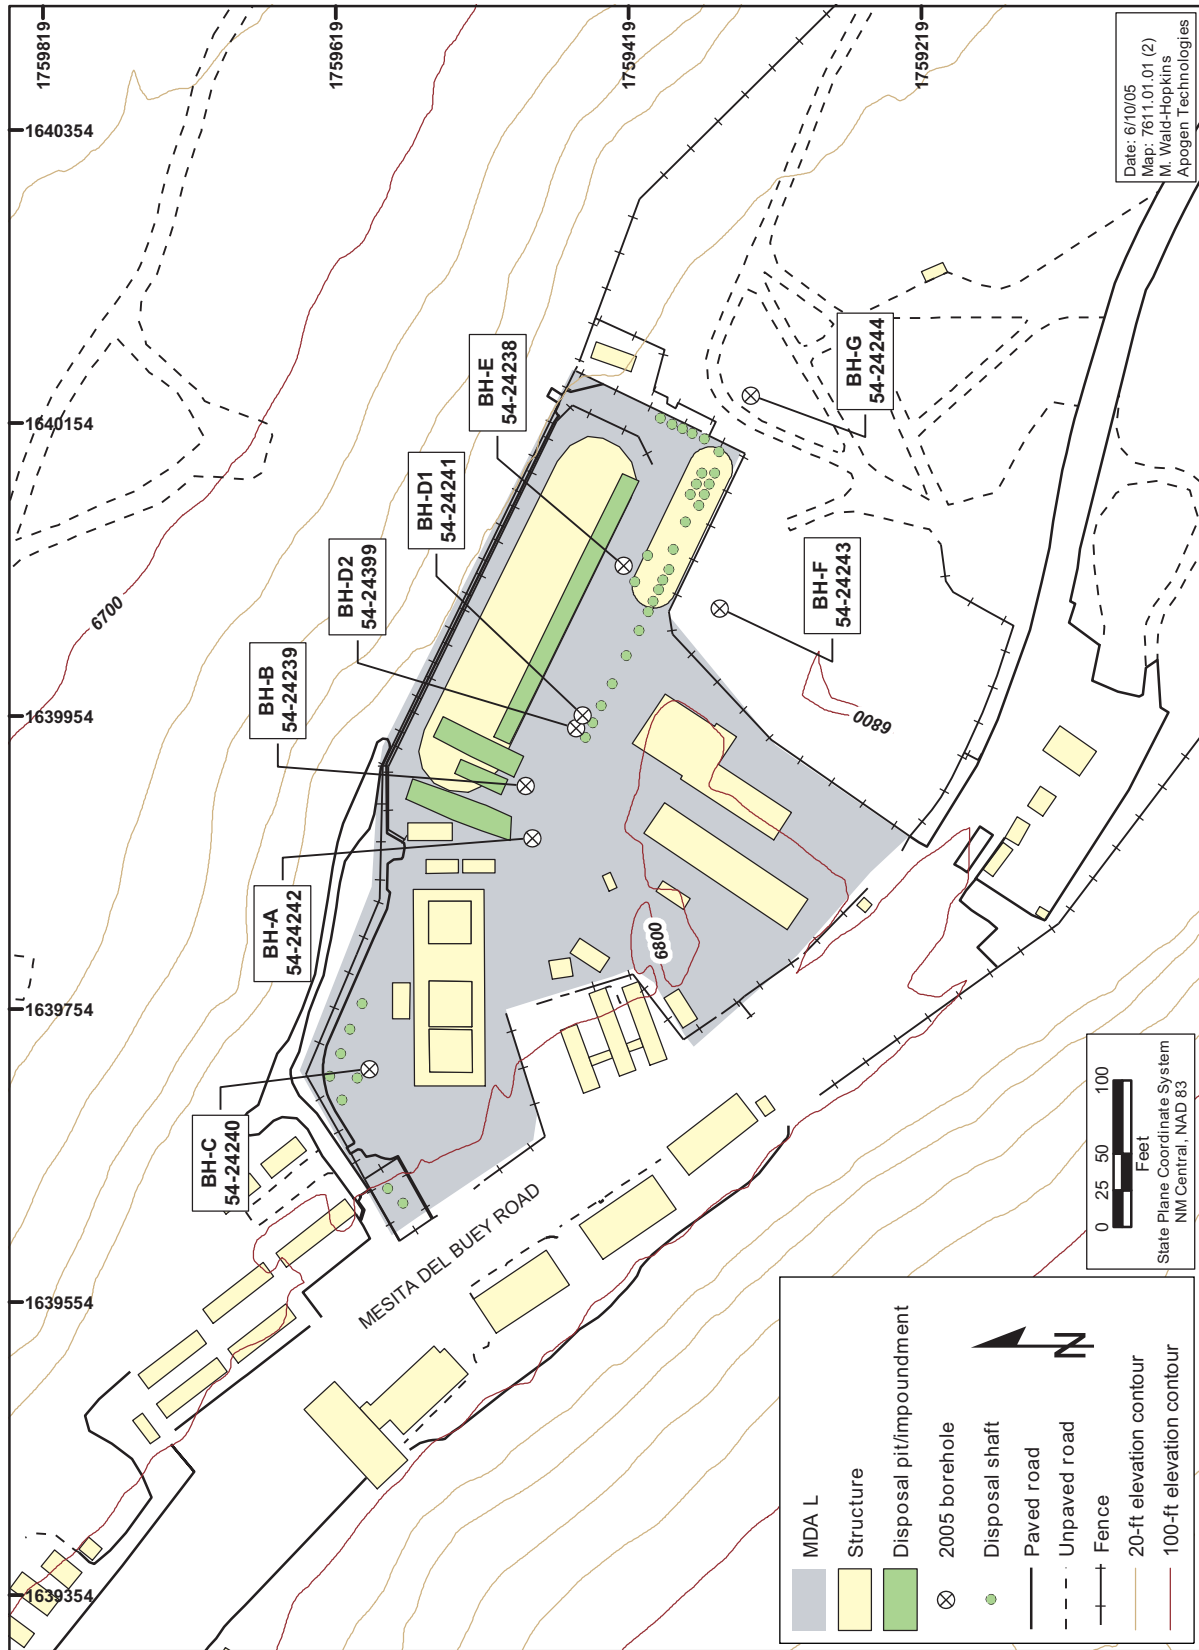 1759819
1759619
1759419
1759219
1640354
1640154
1639954
1639754
1639554
1639354
Date: 6/10/05
Map: 7611.01.01 (2)
M. Wald-Hopkins
Apogen Technologies
6700
BH-C
54-24240
BH-A
54-24242
BH-B
54-24239
BH-D2
54-24399
BH-D1
54-24241
BH-E
54-24238
BH-F
54-24243
BH-G
54-24244
6800
6800
MESITA DEL BUEY ROAD
MDA L
Structure
Disposal pit/impoundment
2005 borehole
Disposal shaft
Paved road
Unpaved road
Fence
20-ft elevation contour
100-ft elevation contour
N
0 25 50 100
Feet
State Plane Coordinate System
NM Central, NAD 83